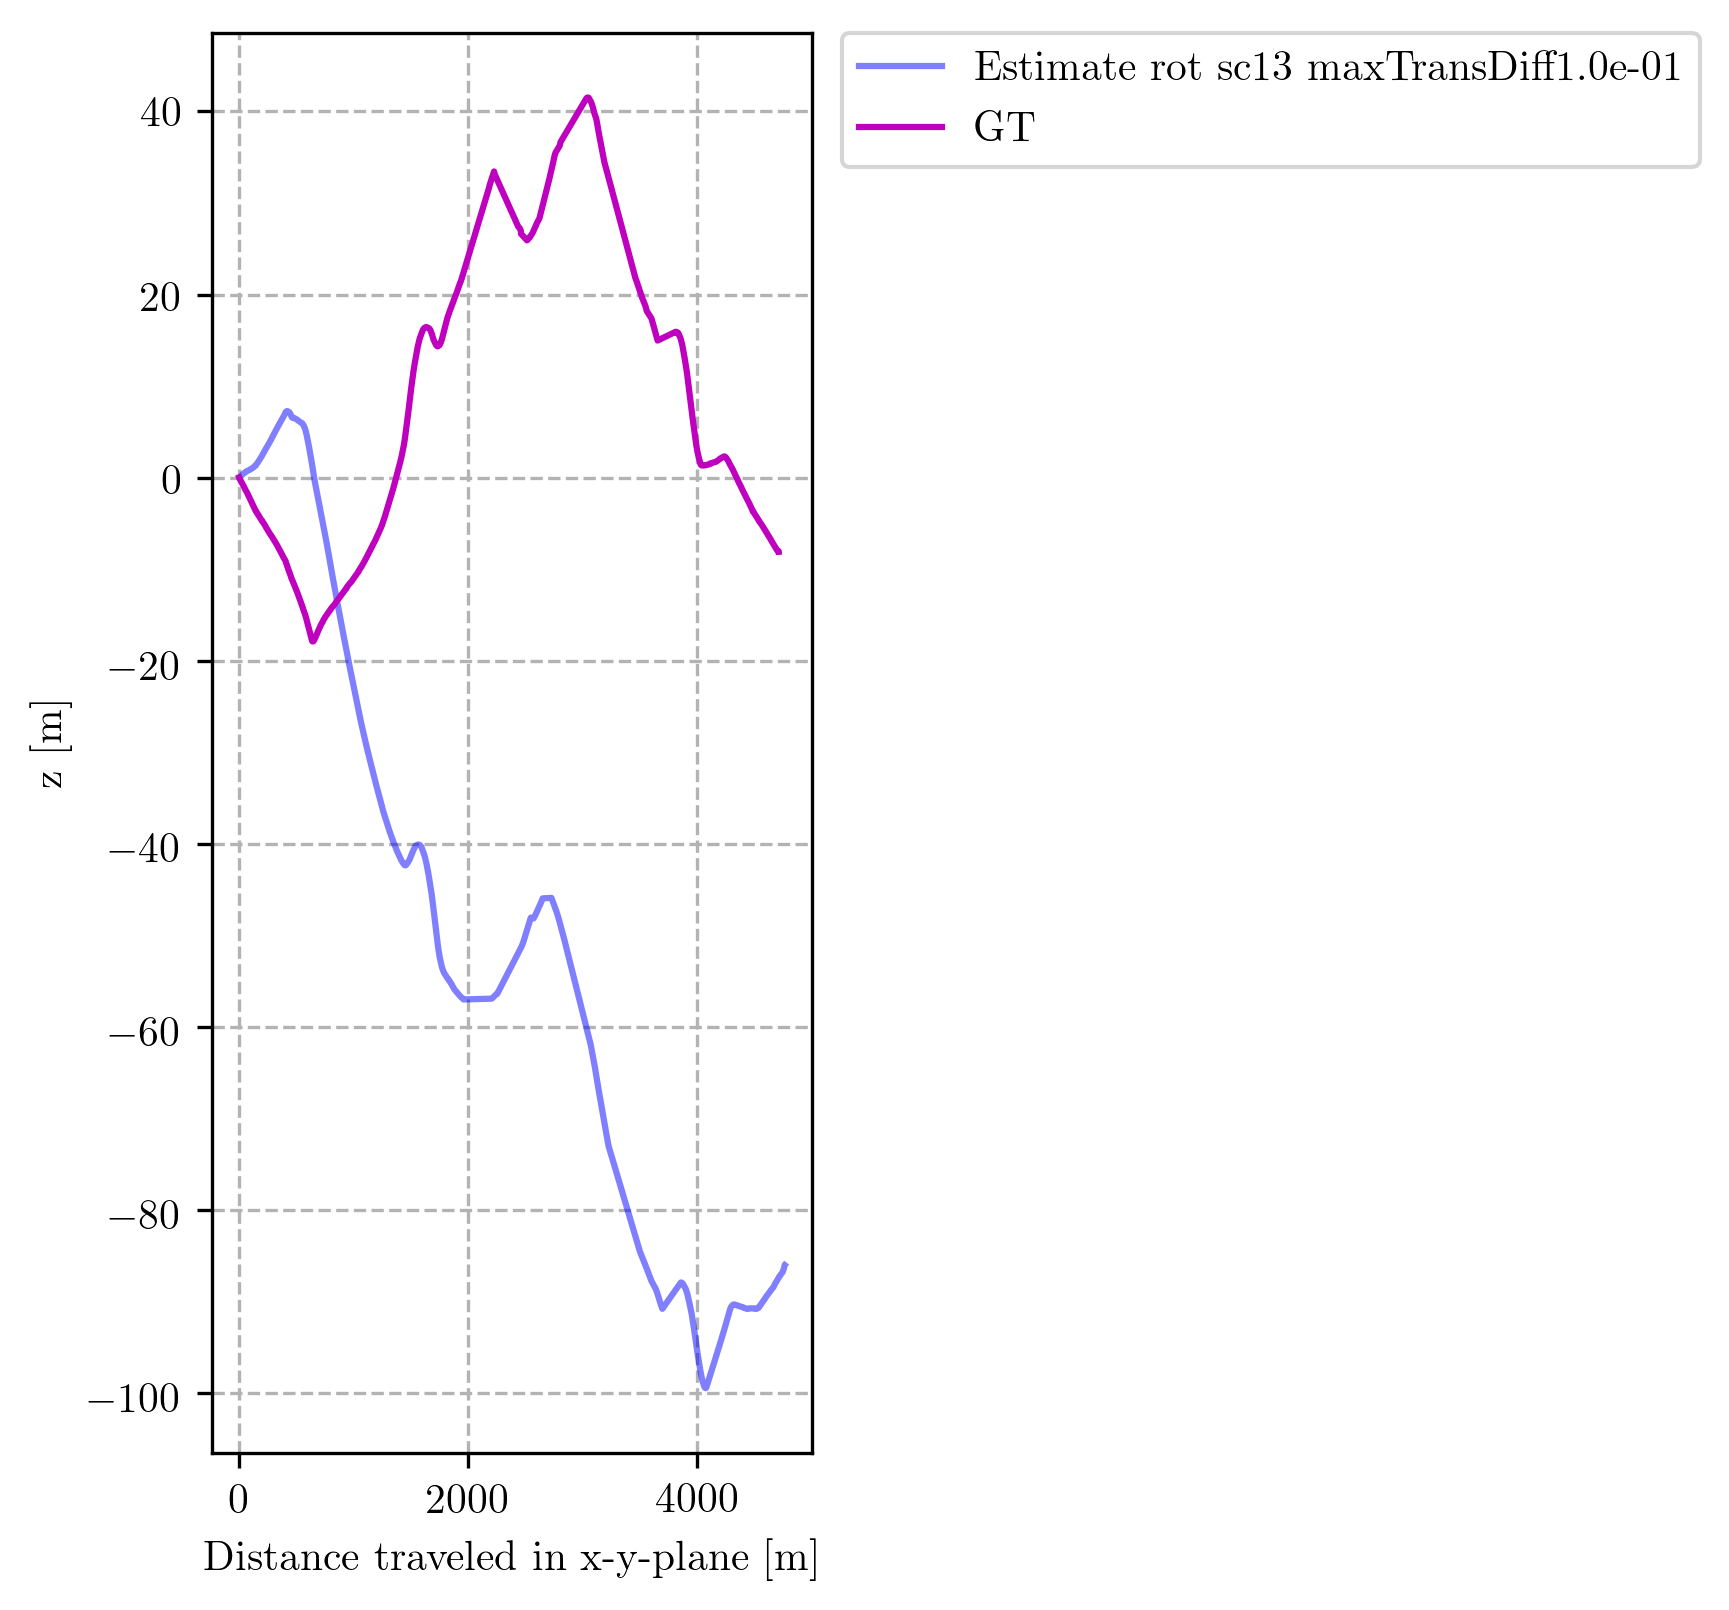 Estimate rot sc13 maxTransDiff1.0e-01
GT
40
20
0
−20
−40
−60
−80
−100
z [m]
0 2000 4000
Distance traveled in x-y-plane [m]